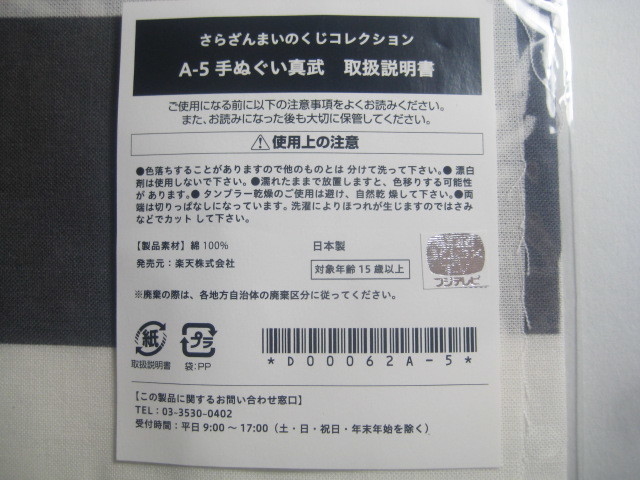 さらざんまいのくじコレクション
A-5 手ぬぐい真武　取扱説明書
ご使用になる前に以下の注意事項をよくお読みください。
また、お読みになった後も大切に保管してください。
⚠使用上の注意
●色落ちすることがありますので他のものとは 分けて洗って下さい。● 漂白
剤は使用しないで下さい。●濡れたままで放置しますと、色移りする可能性
が あります。● タンブラー乾燥のご使用は避け、自然乾 燥して下さい。● 両
端は切りっぱなしになっています。洗濯によりほつれが生じますのではさみ
などでカット して下さい。
【製品素材】綿 100%
日本製
発売元：楽天株式会社
対象年齢 15 歳以上
フジテレビ
※廃棄の際は、各地方自治体の廃棄区分に従ってください。
紙
プラ
取扱説明書
袋:PP
*D00062A-5*
【この製品に関するお問い合わせ窓口】
TEL：03-3530-0402
受付時間：平日 9:00 〜 17:00（土・日・祝日・年末年始を除く）